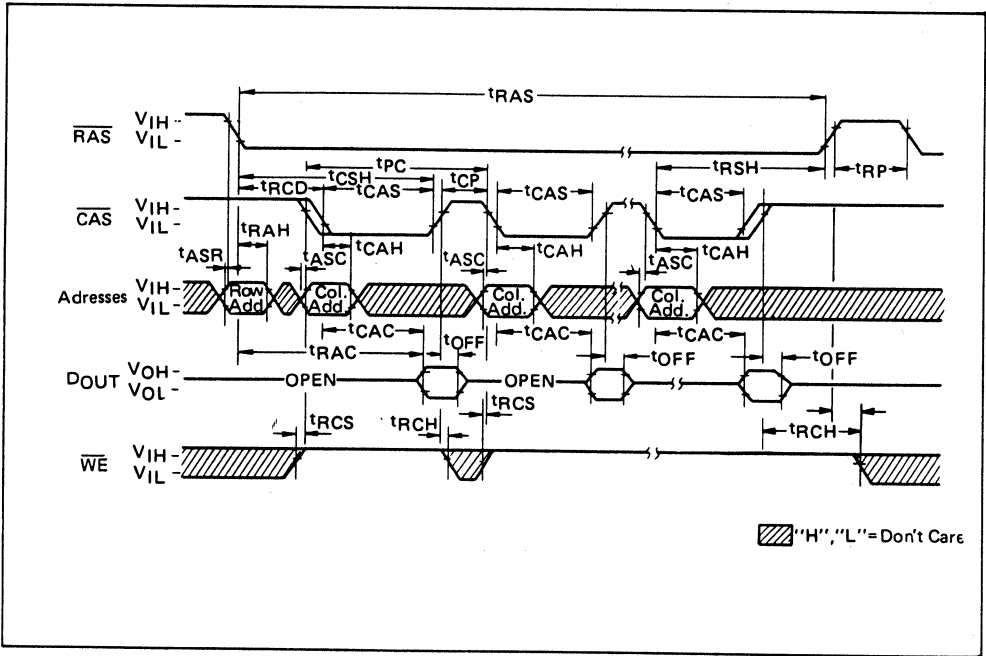 tRAS
RAS VIH
VIL
tPC
tRSH
tRP
tCSH
tRCD tCAS tCP tCAS tCAS
CAS VIH
VIL
tRAH
tASR tASC tCAH tASC tCAH tASC tCAH
Adresses VIH
VIL
Row Add. Col. Add. Col. Add. Col. Add.
tCAC tCAC tCAC
tRAC tOFF tOFF tOFF
DOUT VOH
VOL
OPEN OPEN
tRCS tRCH tRCS tRCH
WE VIH
VIL
"H","L"=Don't Care